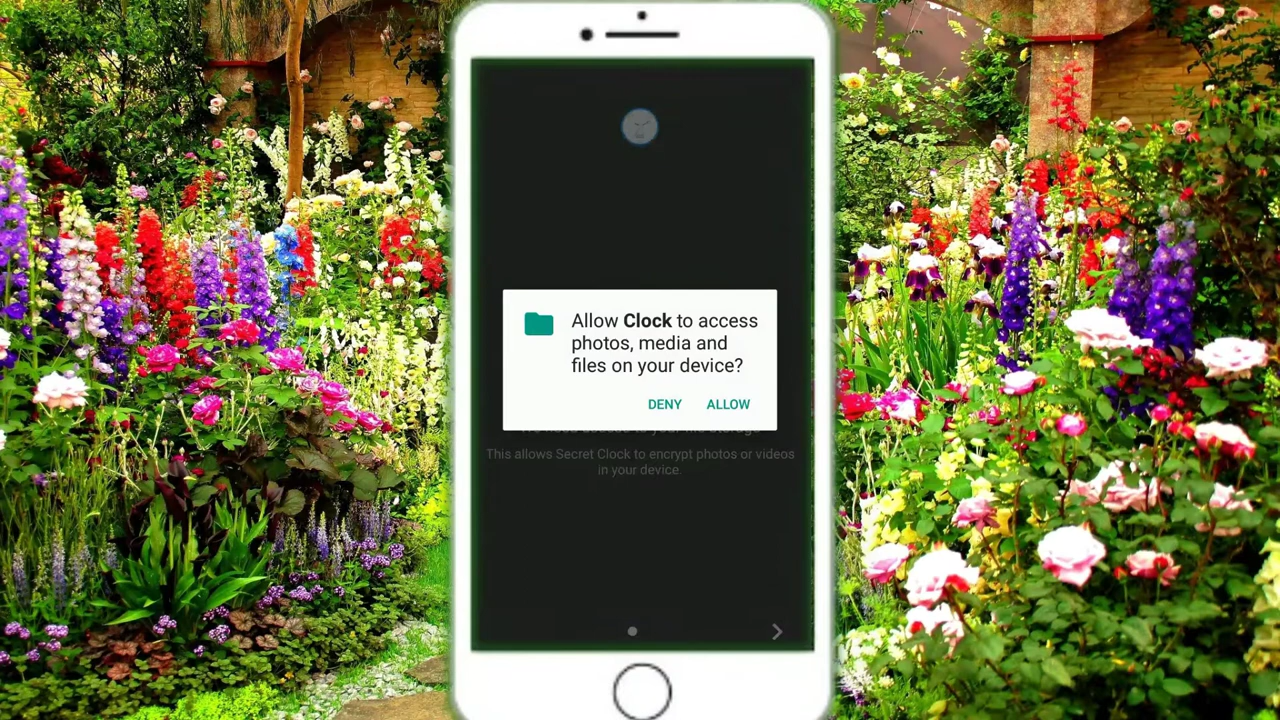 Allow Clock to access
photos, media and
files on your device?
DENY ALLOW
This allows Secret Clock to encrypt photos or videos
in your device.